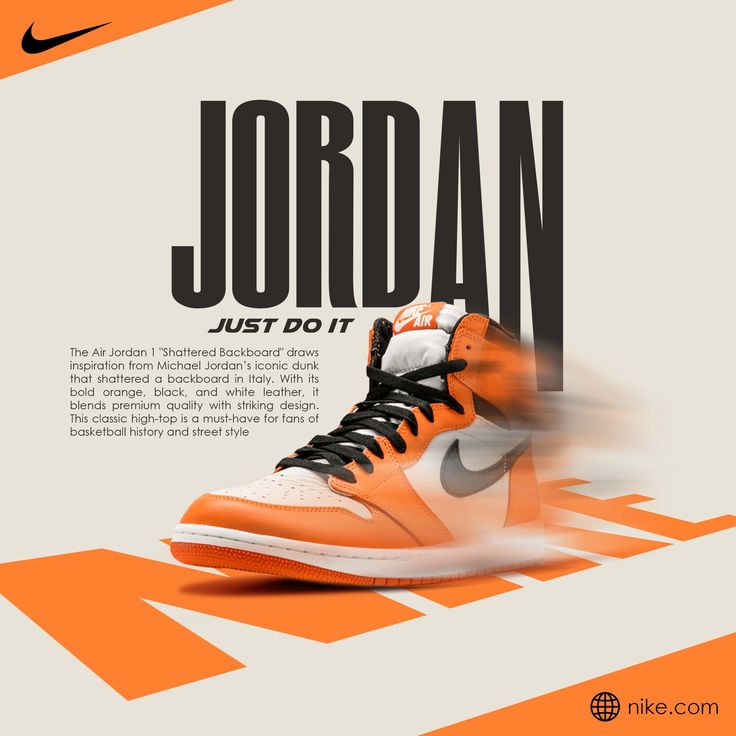 JORDAN
JUST DO IT
The Air Jordan 1 "Shattered Backboard" draws
inspiration from Michael Jordan’s iconic dunk
that shattered a backboard in Italy. With its
bold orange, black, and white leather, it
blends premium quality with striking design.
This classic high-top is a must-have for fans of
basketball history and street style
NIKE
AIR
NIKE
nike.com